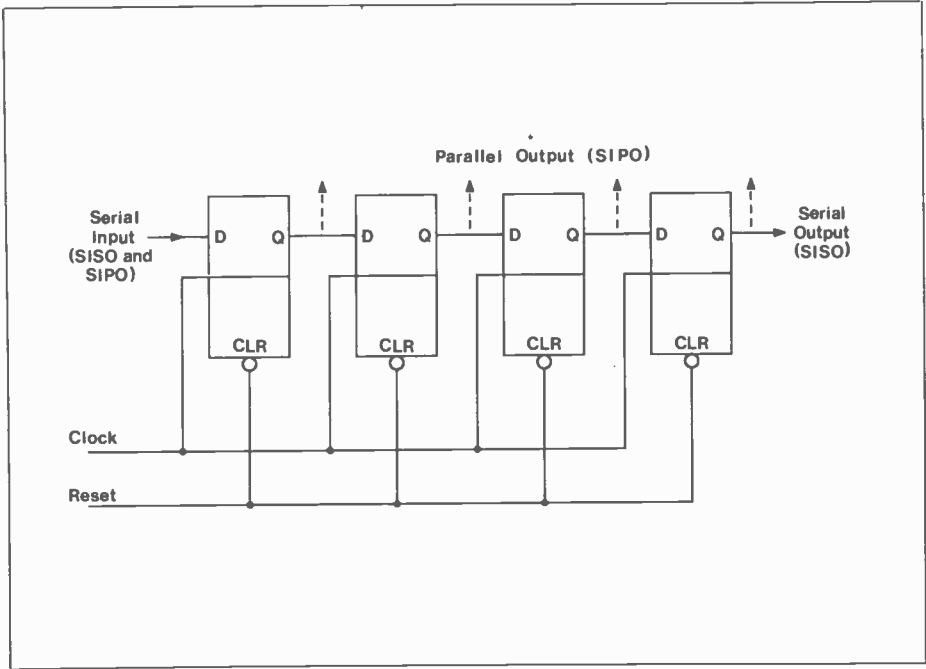 Parallel Output (SIPO)
Serial
Input
(SISO and
SIPO)
D Q
D Q
D Q
D Q
Serial
Output
(SISO)
CLR
CLR
CLR
CLR
Clock
Reset